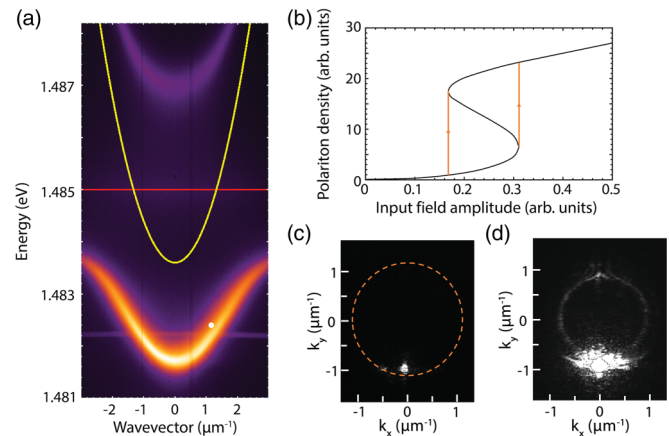 (a)
Energy (eV)
1.487
1.485
1.483
1.481
-2 -1 0 1 2
Wavevector (μm⁻¹)
(b)
Polariton density (arb. units)
30
20
10
0
0 0.1 0.2 0.3 0.4 0.5
Input field amplitude (arb. units)
(c)
k_y (μm⁻¹)
1
0
-1
-1 0 1
k_x (μm⁻¹)
(d)
k_y (μm⁻¹)
1
0
-1
-1 0 1
k_x (μm⁻¹)